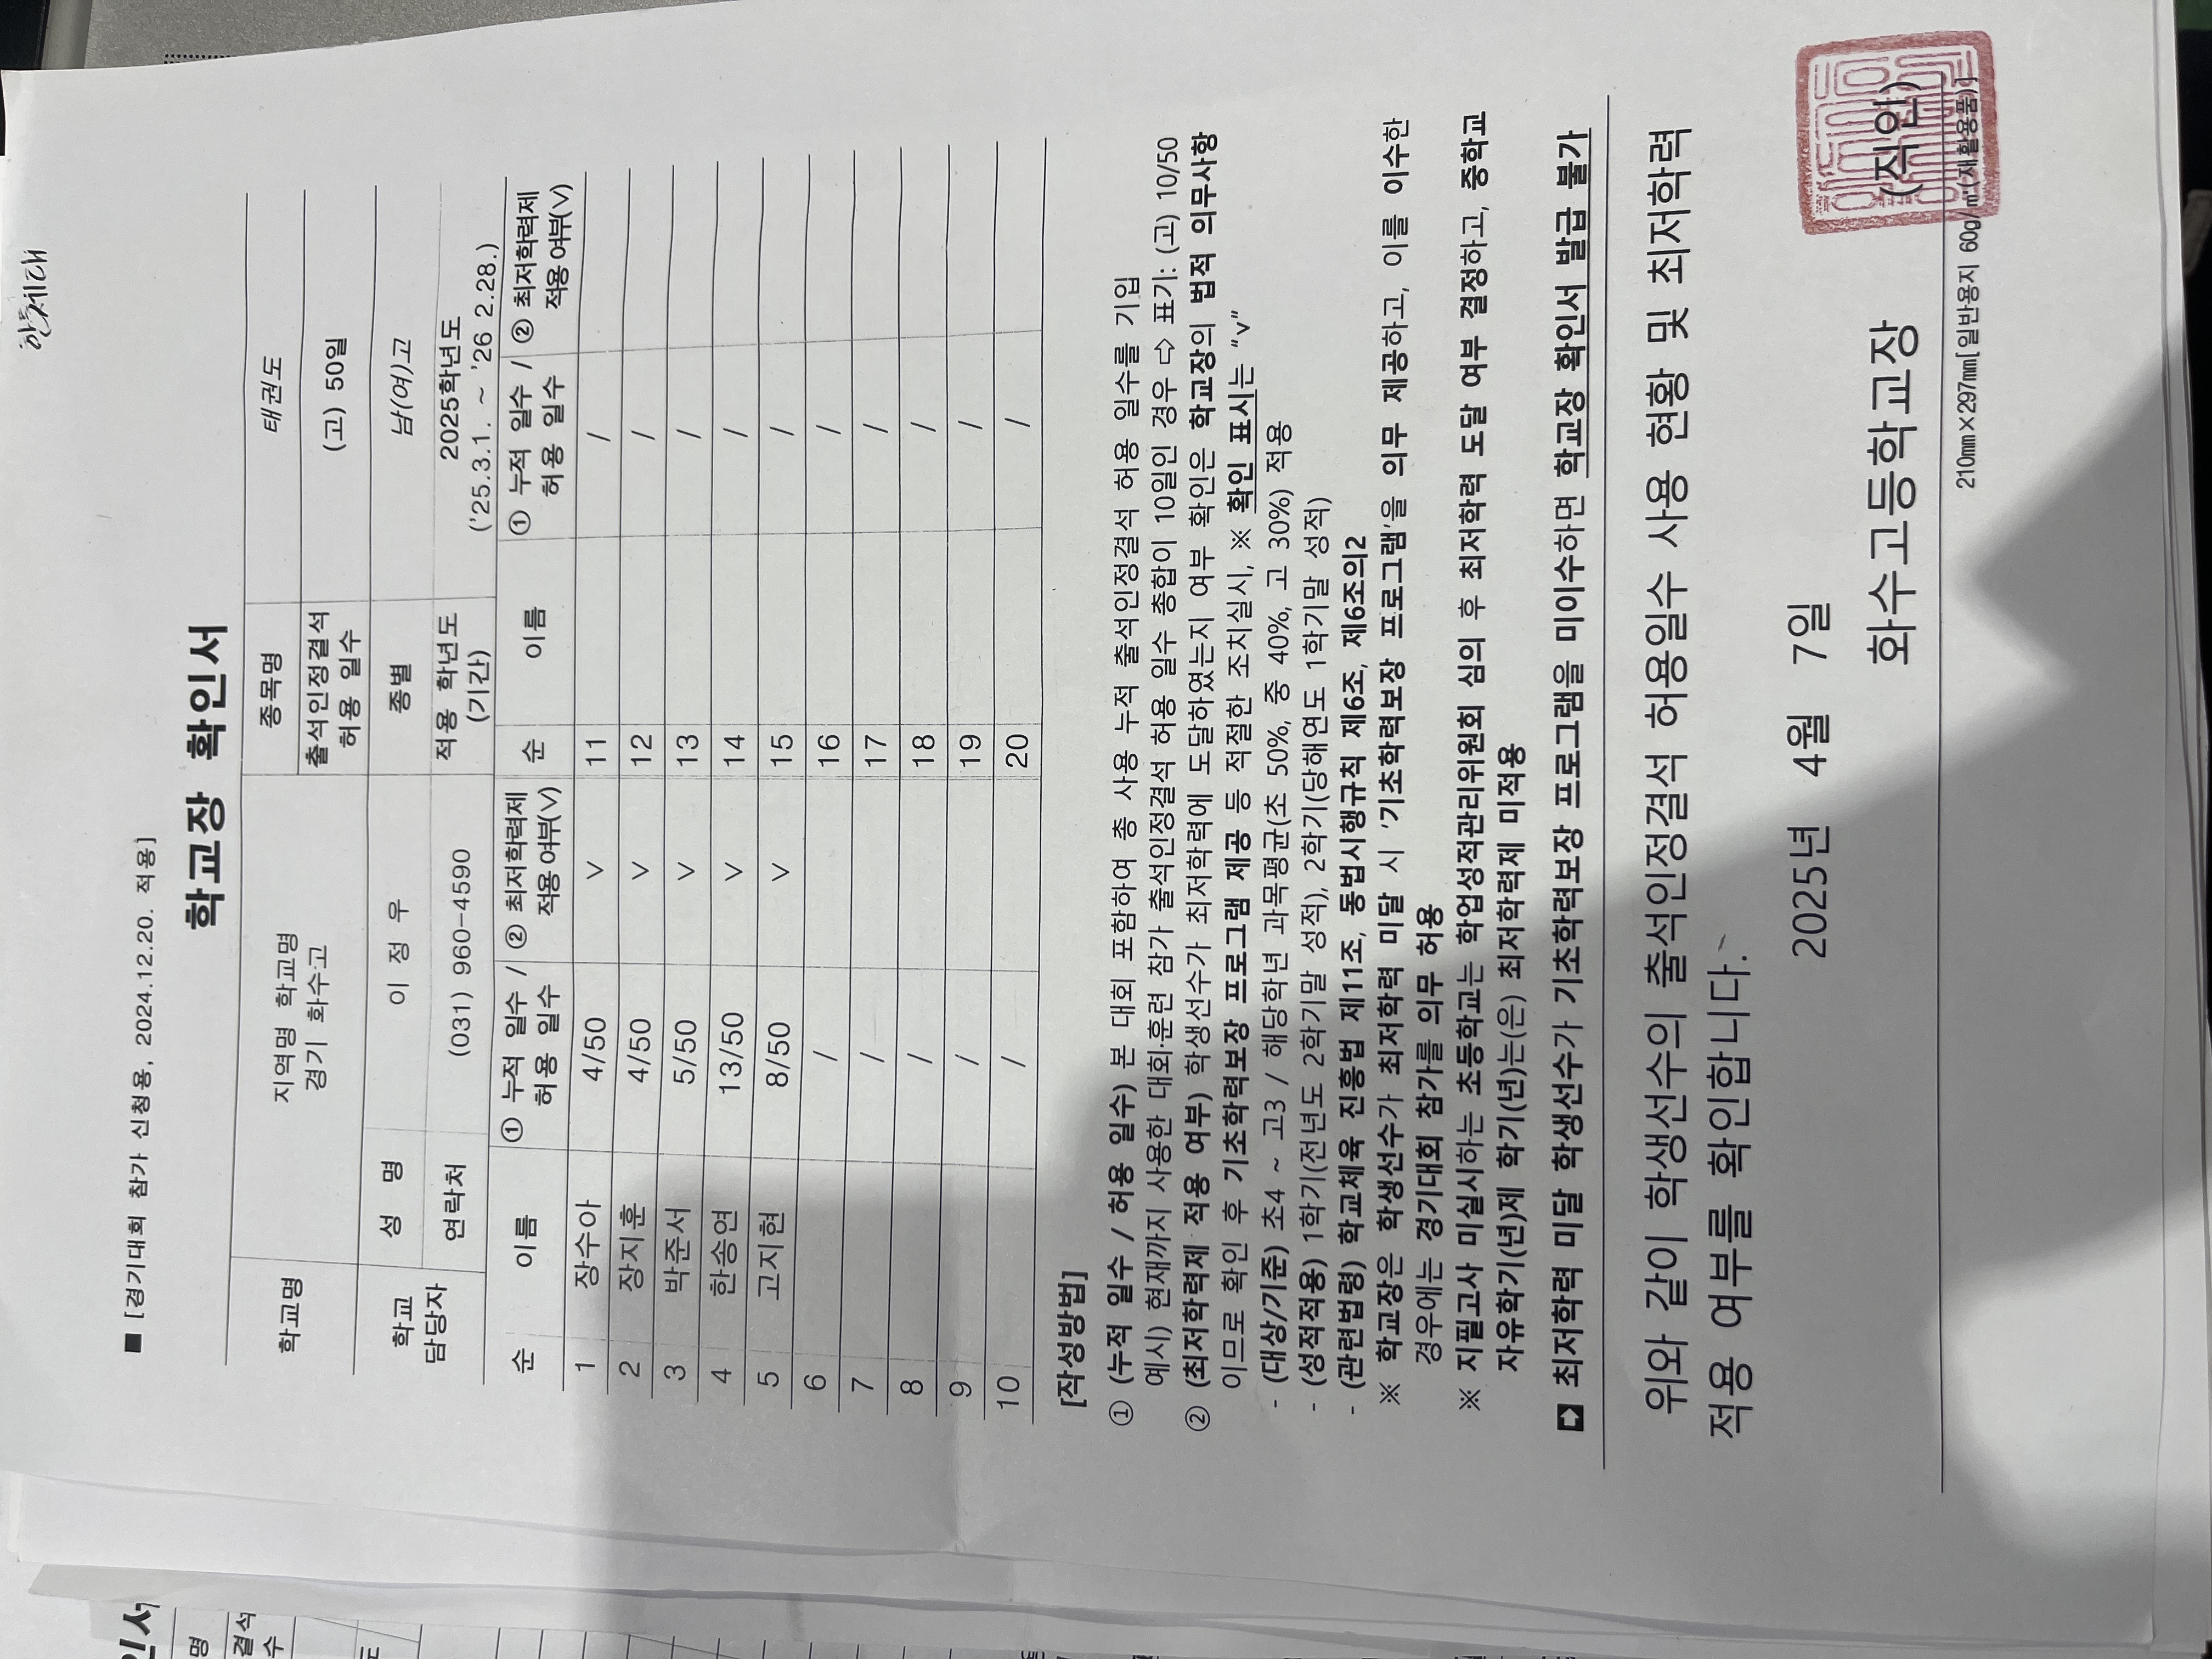 한체대
■ [경기대회 참가 신청용, 2024.12.20. 적용]
학교장 확인서
학교명 지역명 학교명 종목명 태권도
경기 화수고 출석인정결석 허용 일수 (고) 50일
학교 담당자 성 명 이 정 우 종별 남(여)고
연락처 (031) 960-4590 적용 학년도 (기간) 2025학년도 ('25.3.1. ~ '26 2.28.)
순 이름 ① 누적 일수 / 허용 일수 ② 최저학력제 적용 여부(∨) 순 이름 ① 누적 일수 / 허용 일수 ② 최저학력제 적용 여부(∨)
1 장수아 4/50 ∨ 11 /
2 장지훈 4/50 ∨ 12 /
3 박준서 5/50 ∨ 13 /
4 한송연 13/50 ∨ 14 /
5 고지현 8/50 ∨ 15 /
6 / 16 /
7 / 17 /
8 / 18 /
9 / 19 /
10 / 20 /
[작성방법]
① (누적 일수 / 허용 일수) 본 대회 포함하여 총 사용 누적 출석인정결석 허용 일수를 기입
예시) 현재까지 사용한 대회·훈련 참가 출석인정결석 허용 일수 총합이 10일인 경우 ⇨ 표기: (고) 10/50
② (최저학력제 적용 여부) 학생선수가 최저학력에 도달하였는지 여부 확인은 학교장의 법적 의무사항
이므로 확인 후 기초학력보장 프로그램 제공 등 적절한 조치실시, ※ 확인 표시는 "v"
- (대상/기준) 초4 ~ 고3 / 해당학년 과목평균(초 50%, 중 40%, 고 30%) 적용
- (성적적용) 1학기(전년도 2학기말 성적), 2학기(당해연도 1학기말 성적)
- (관련법령) 학교체육 진흥법 제11조, 동법시행규칙 제6조, 제6조의2
※ 학교장은 학생선수가 최저학력 미달 시 '기초학력보장 프로그램'을 의무 제공하고, 이를 이수한
경우에는 경기대회 참가를 의무 허용
※ 지필고사 미실시하는 초등학교는 학업성적관리위원회 심의 후 최저학력 도달 여부 결정하고, 중학교
자유학기(년)제 학기(년)는(은) 최저학력제 미적용
➡ 최저학력 미달 학생선수가 기초학력보장 프로그램을 미이수하면 학교장 확인서 발급 불가
위와 같이 학생선수의 출석인정결석 허용일수 사용 현황 및 최저학력
적용 여부를 확인합니다.
2025년 4월 7일
화수고등학교장 (직인)
210㎜×297㎜[일반용지 60g/㎡(재활용품)]
인서
명
결석
수